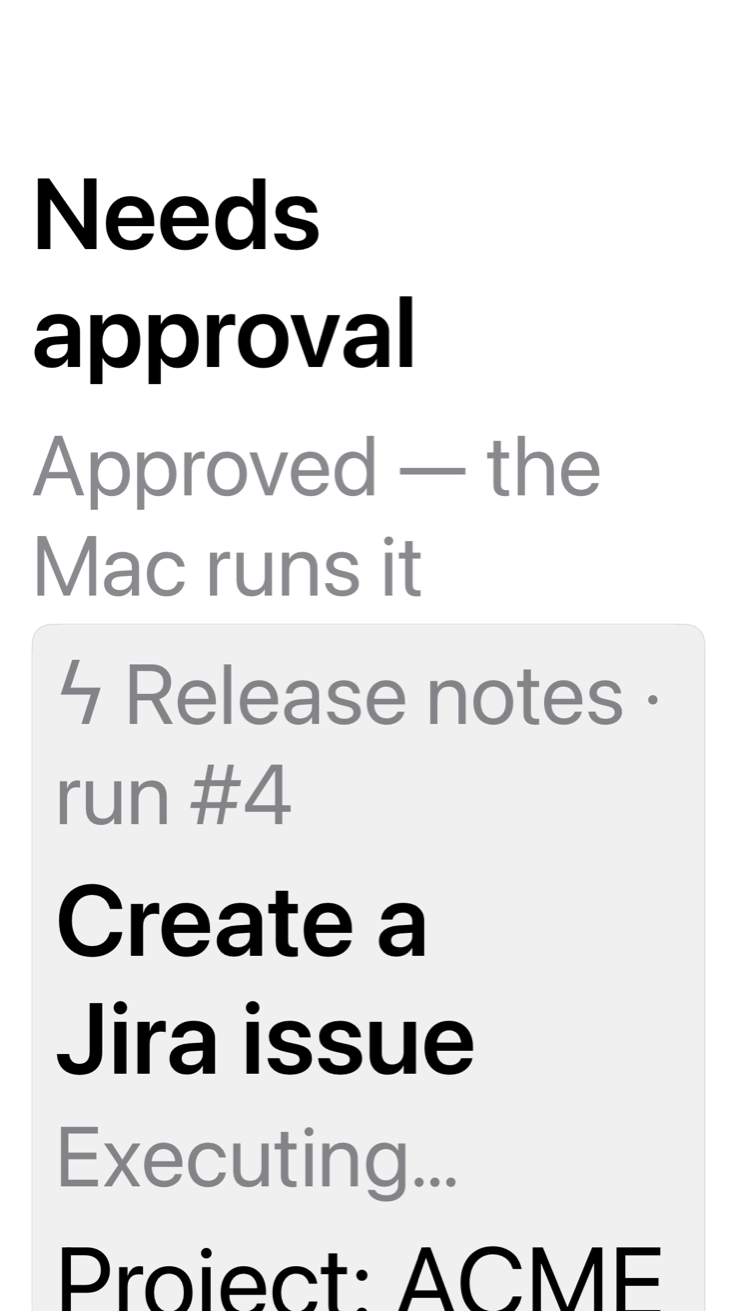 Needs
approval
Approved — the
Mac runs it
ϟ Release notes ·
run #4
Create a
Jira issue
Executing…
Project: ACME